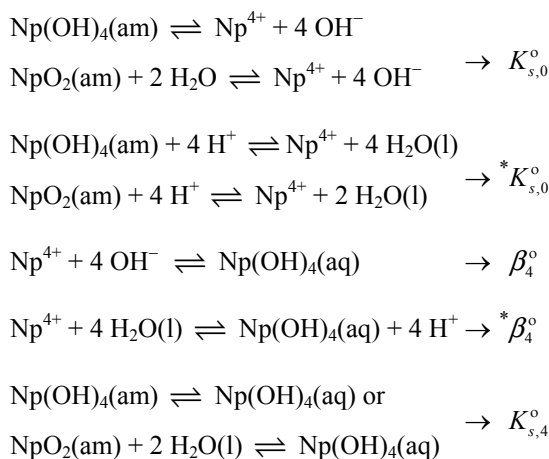 Np(OH)₄(am) ⇌ Np⁴⁺ + 4 OH⁻
NpO₂(am) + 2 H₂O ⇌ Np⁴⁺ + 4 OH⁻ → K°ₛ,₀
Np(OH)₄(am) + 4 H⁺ ⇌ Np⁴⁺ + 4 H₂O(l)
NpO₂(am) + 4 H⁺ ⇌ Np⁴⁺ + 2 H₂O(l) → *K°ₛ,₀
Np⁴⁺ + 4 OH⁻ ⇌ Np(OH)₄(aq) → β₄°
Np⁴⁺ + 4 H₂O(l) ⇌ Np(OH)₄(aq) + 4 H⁺ → *β₄°
Np(OH)₄(am) ⇌ Np(OH)₄(aq) or
NpO₂(am) + 2 H₂O(l) ⇌ Np(OH)₄(aq) → K°ₛ,₄